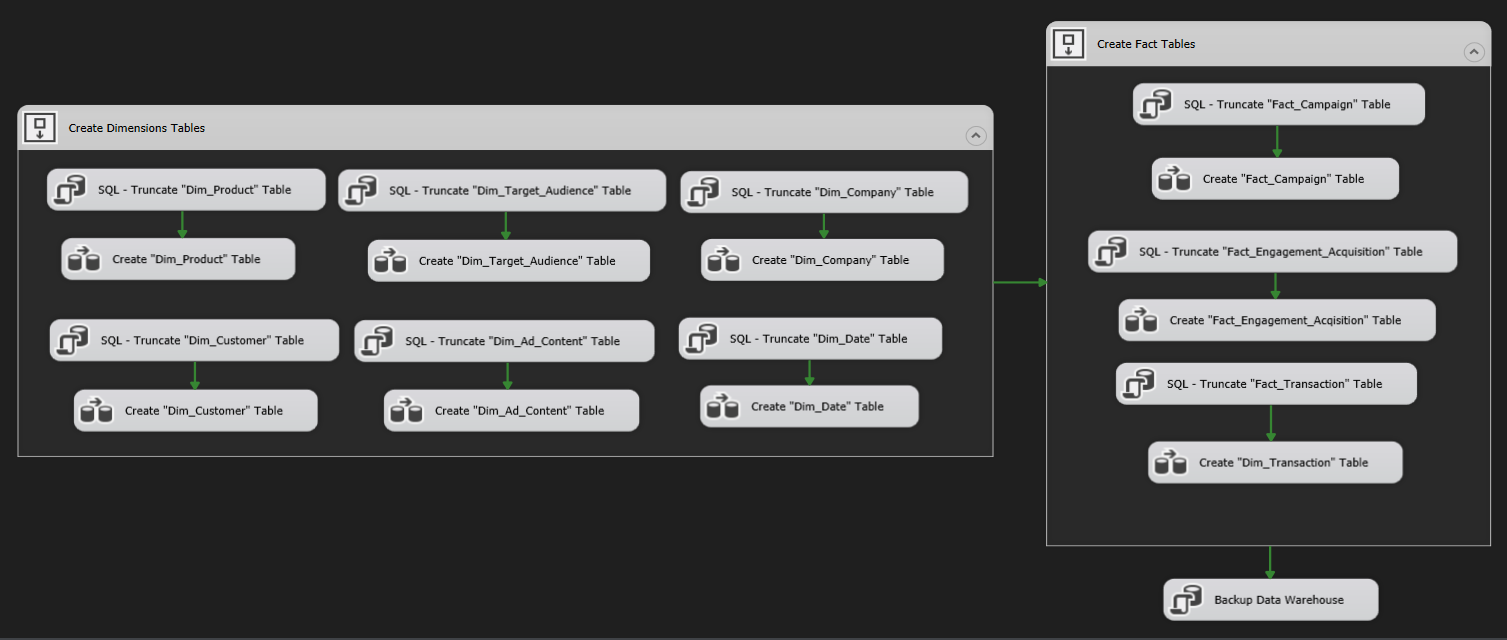 Create Dimensions Tables
SQL - Truncate "Dim_Product" Table
Create "Dim_Product" Table
SQL - Truncate "Dim_Target_Audience" Table
Create "Dim_Target_Audience" Table
SQL - Truncate "Dim_Company" Table
Create "Dim_Company" Table
SQL - Truncate "Dim_Customer" Table
Create "Dim_Customer" Table
SQL - Truncate "Dim_Ad_Content" Table
Create "Dim_Ad_Content" Table
SQL - Truncate "Dim_Date" Table
Create "Dim_Date" Table
Create Fact Tables
SQL - Truncate "Fact_Campaign" Table
Create "Fact_Campaign" Table
SQL - Truncate "Fact_Engagement_Acquisition" Table
Create "Fact_Engagement_Acqisition" Table
SQL - Truncate "Fact_Transaction" Table
Create "Dim_Transaction" Table
Backup Data Warehouse